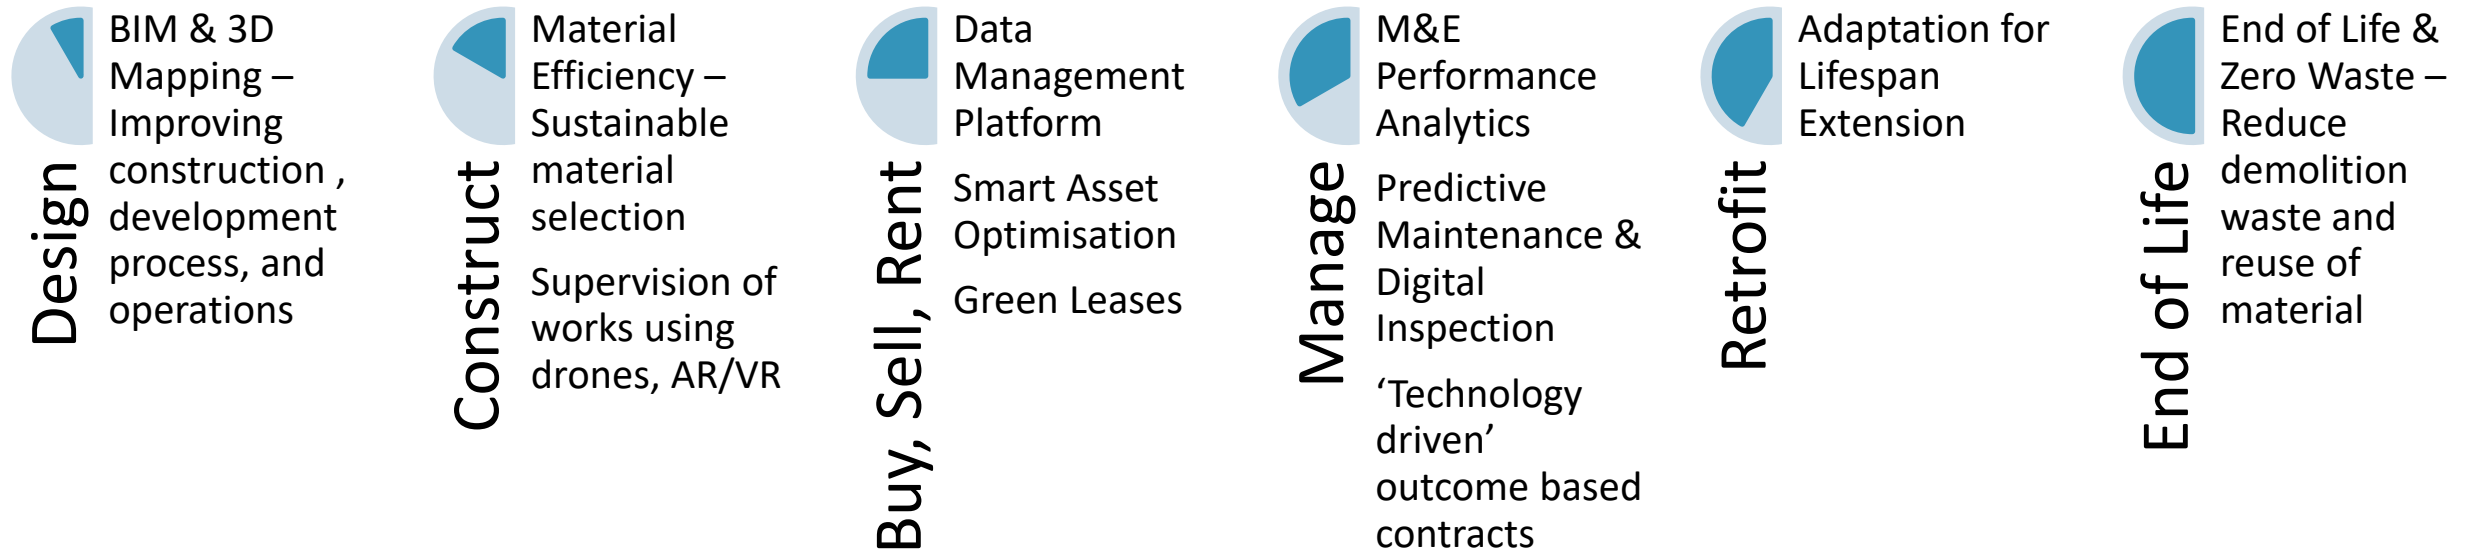 Design
BIM & 3D
Mapping –
Improving
construction ,
development
process, and
operations
Construct
Material
Efficiency –
Sustainable
material
selection
Supervision of
works using
drones, AR/VR
Buy, Sell, Rent
Data
Management
Platform
Smart Asset
Optimisation
Green Leases
Manage
M&E
Performance
Analytics
Predictive
Maintenance &
Digital
Inspection
‘Technology
driven’
outcome based
contracts
Retrofit
Adaptation for
Lifespan
Extension
End of Life
End of Life &
Zero Waste –
Reduce
demolition
waste and
reuse of
material